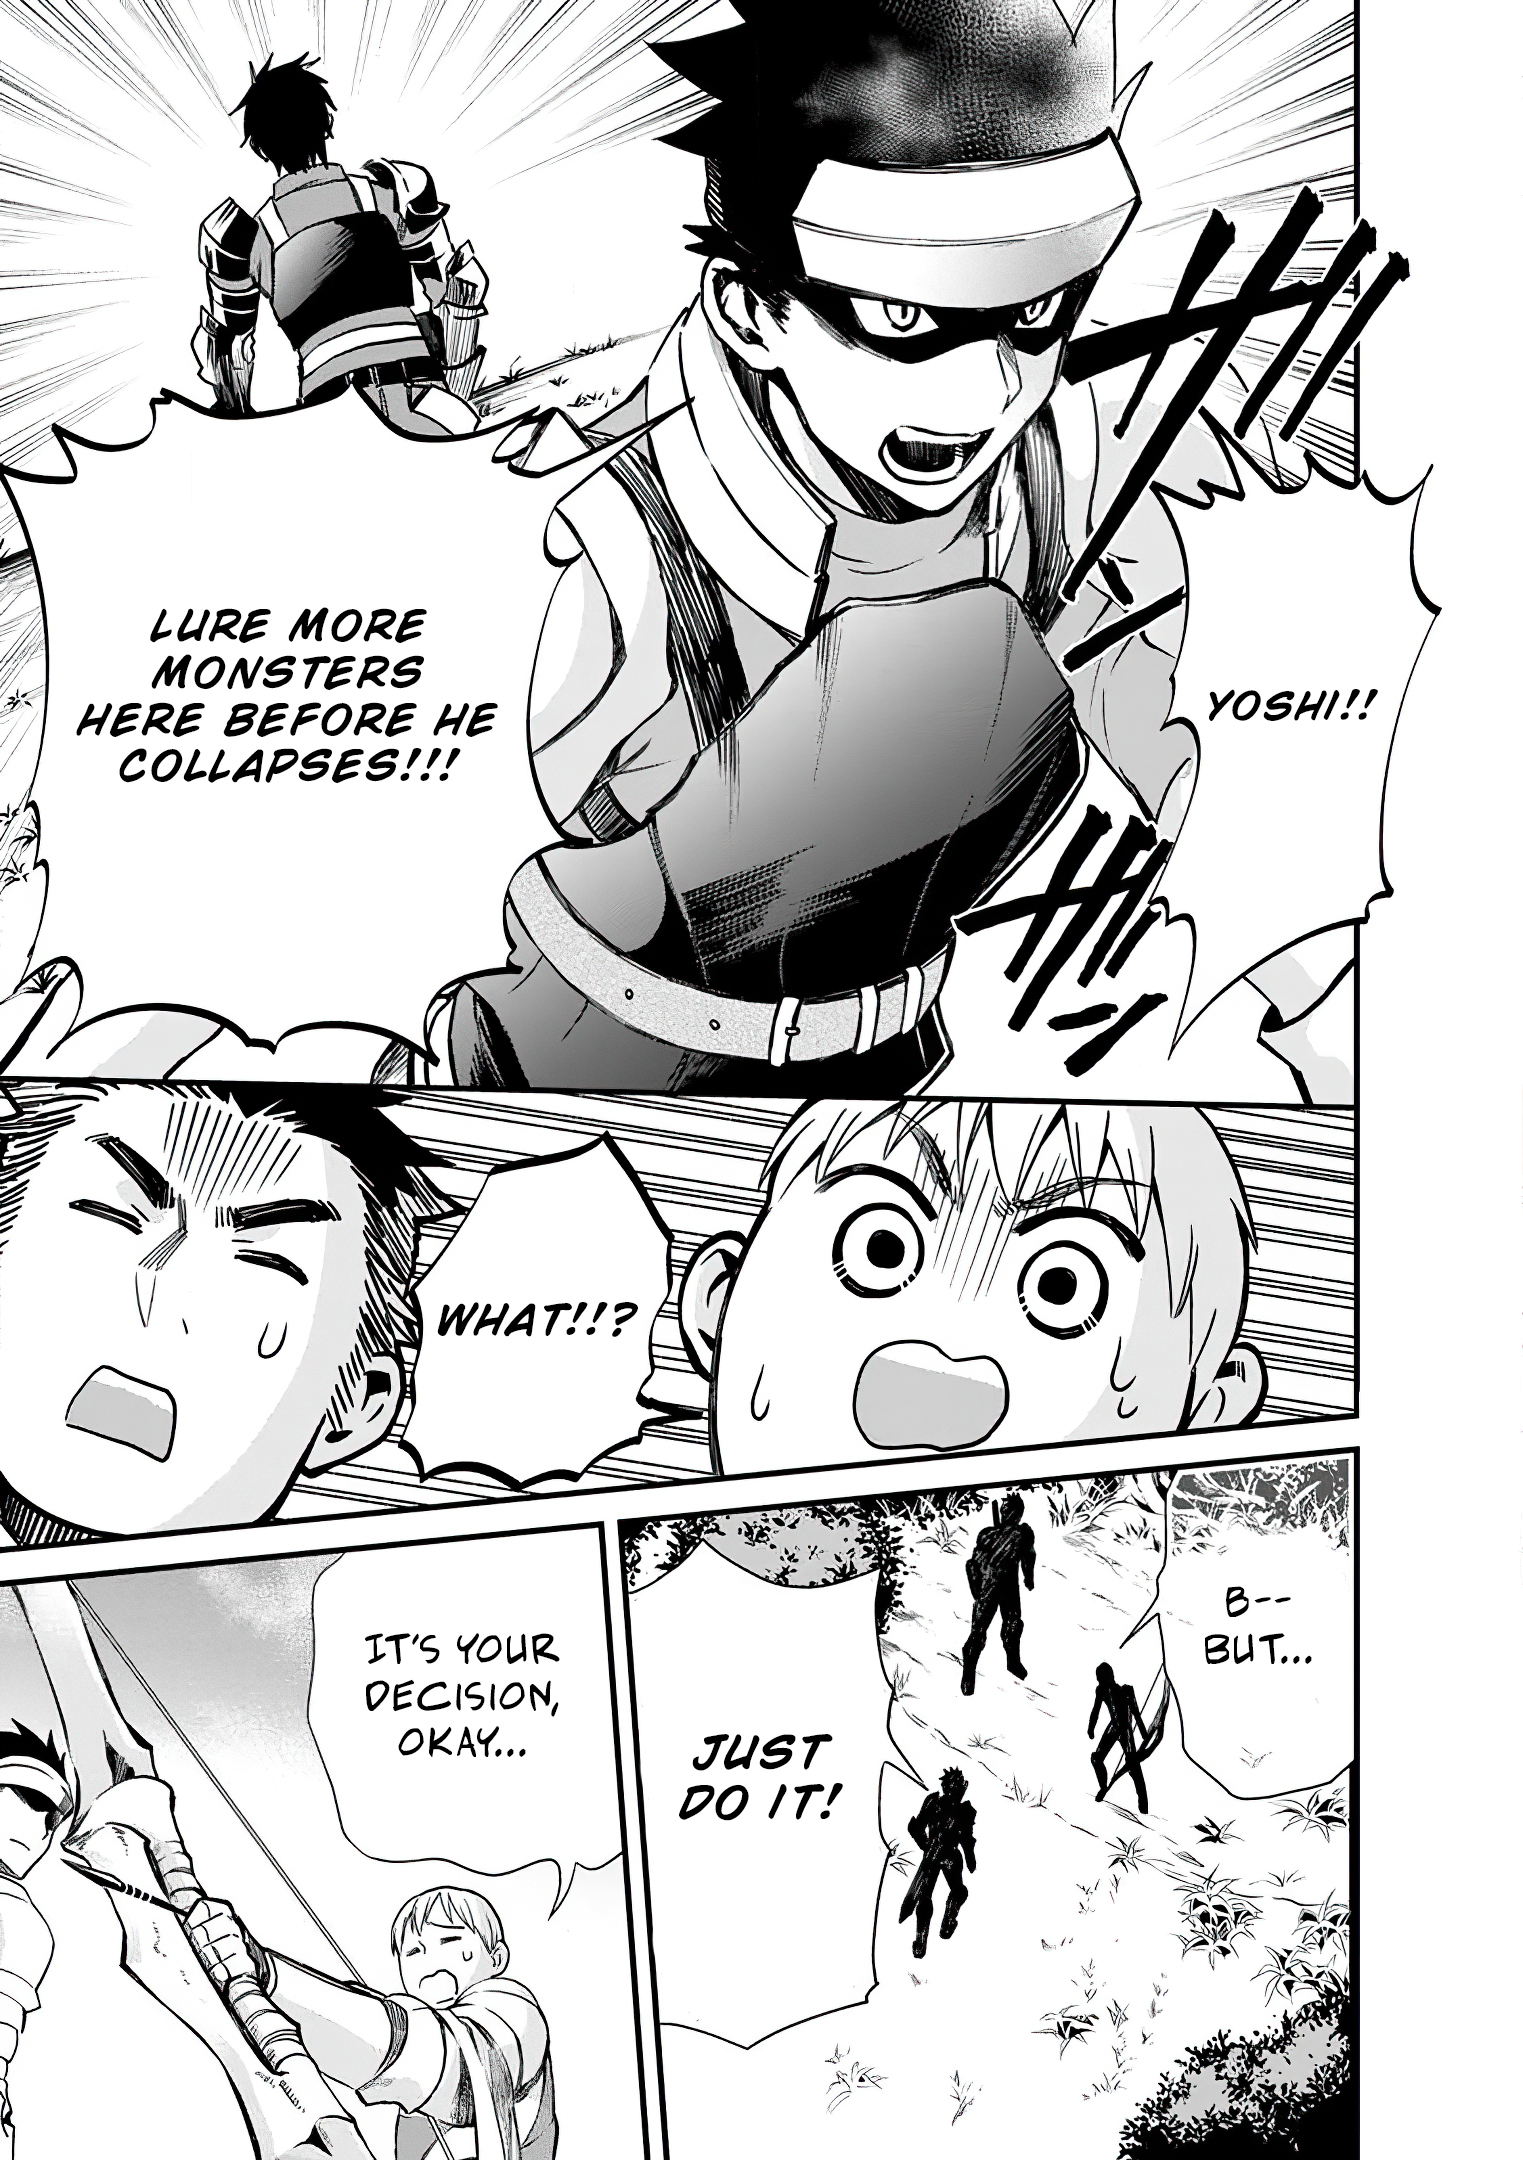 YOSHI!!
LURE MORE
MONSTERS
HERE BEFORE HE
COLLAPSES!!!
WHAT!!?
B--
BUT...
JUST
DO IT!
IT'S YOUR
DECISION,
OKAY...